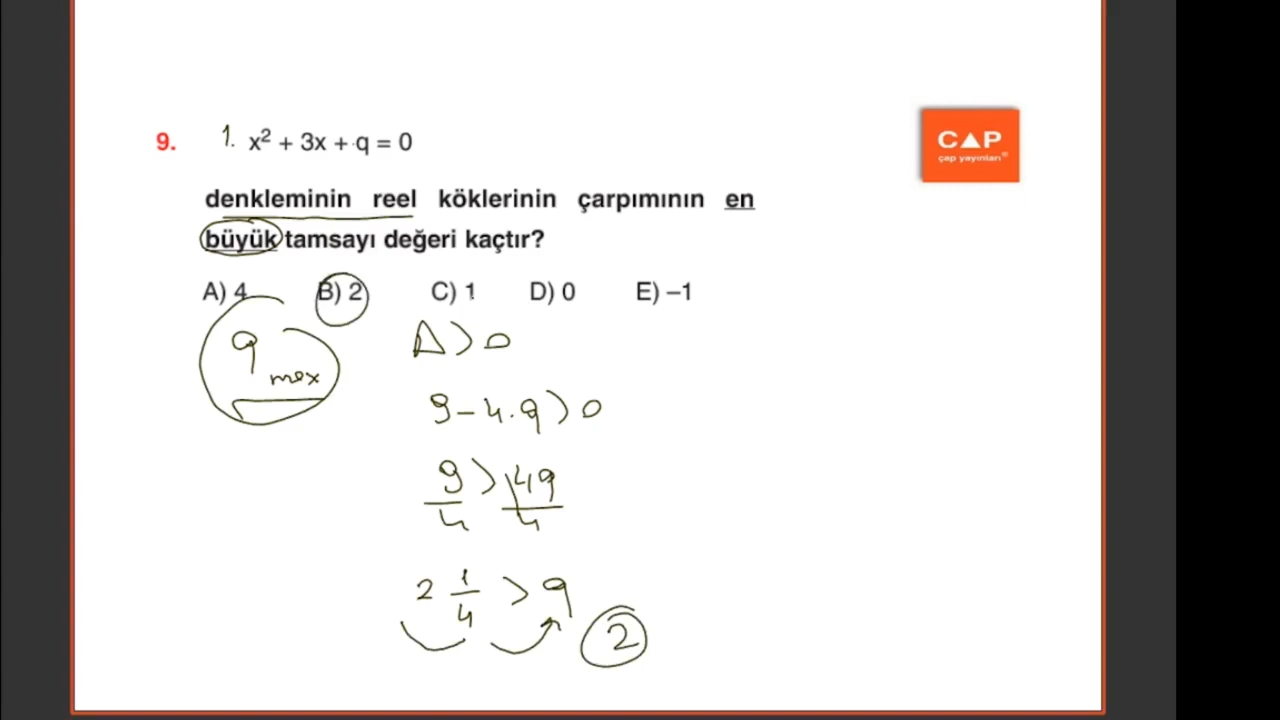 9. 1. x² + 3x + q = 0
CAP
çap yayınları®
denkleminin reel köklerinin çarpımının en
büyük tamsayı değeri kaçtır?
A) 4 B) 2 C) 1 D) 0 E) –1
Δ > 0
q max
9 - 4.q > 0
9/4 > 4q/4
2 1/4 > q
2